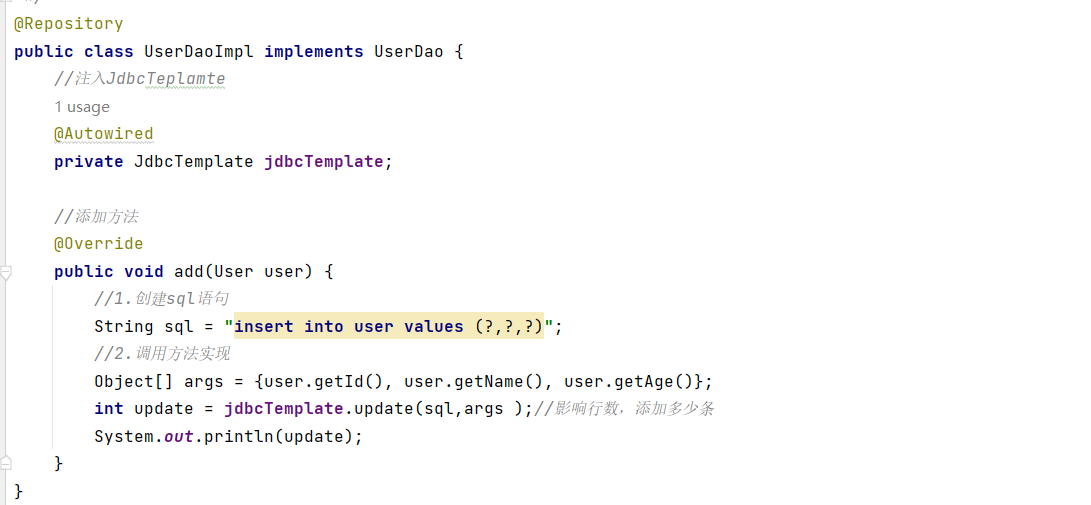 @Repository
public class UserDaoImpl implements UserDao {
//注入JdbcTeplamte
1 usage
@Autowired
private JdbcTemplate jdbcTemplate;
//添加方法
@Override
public void add(User user) {
//1.创建sql语句
String sql = "insert into user values (?,?,?)";
//2.调用方法实现
Object[] args = {user.getId(), user.getName(), user.getAge()};
int update = jdbcTemplate.update(sql,args );//影响行数，添加多少条
System.out.println(update);
}
}